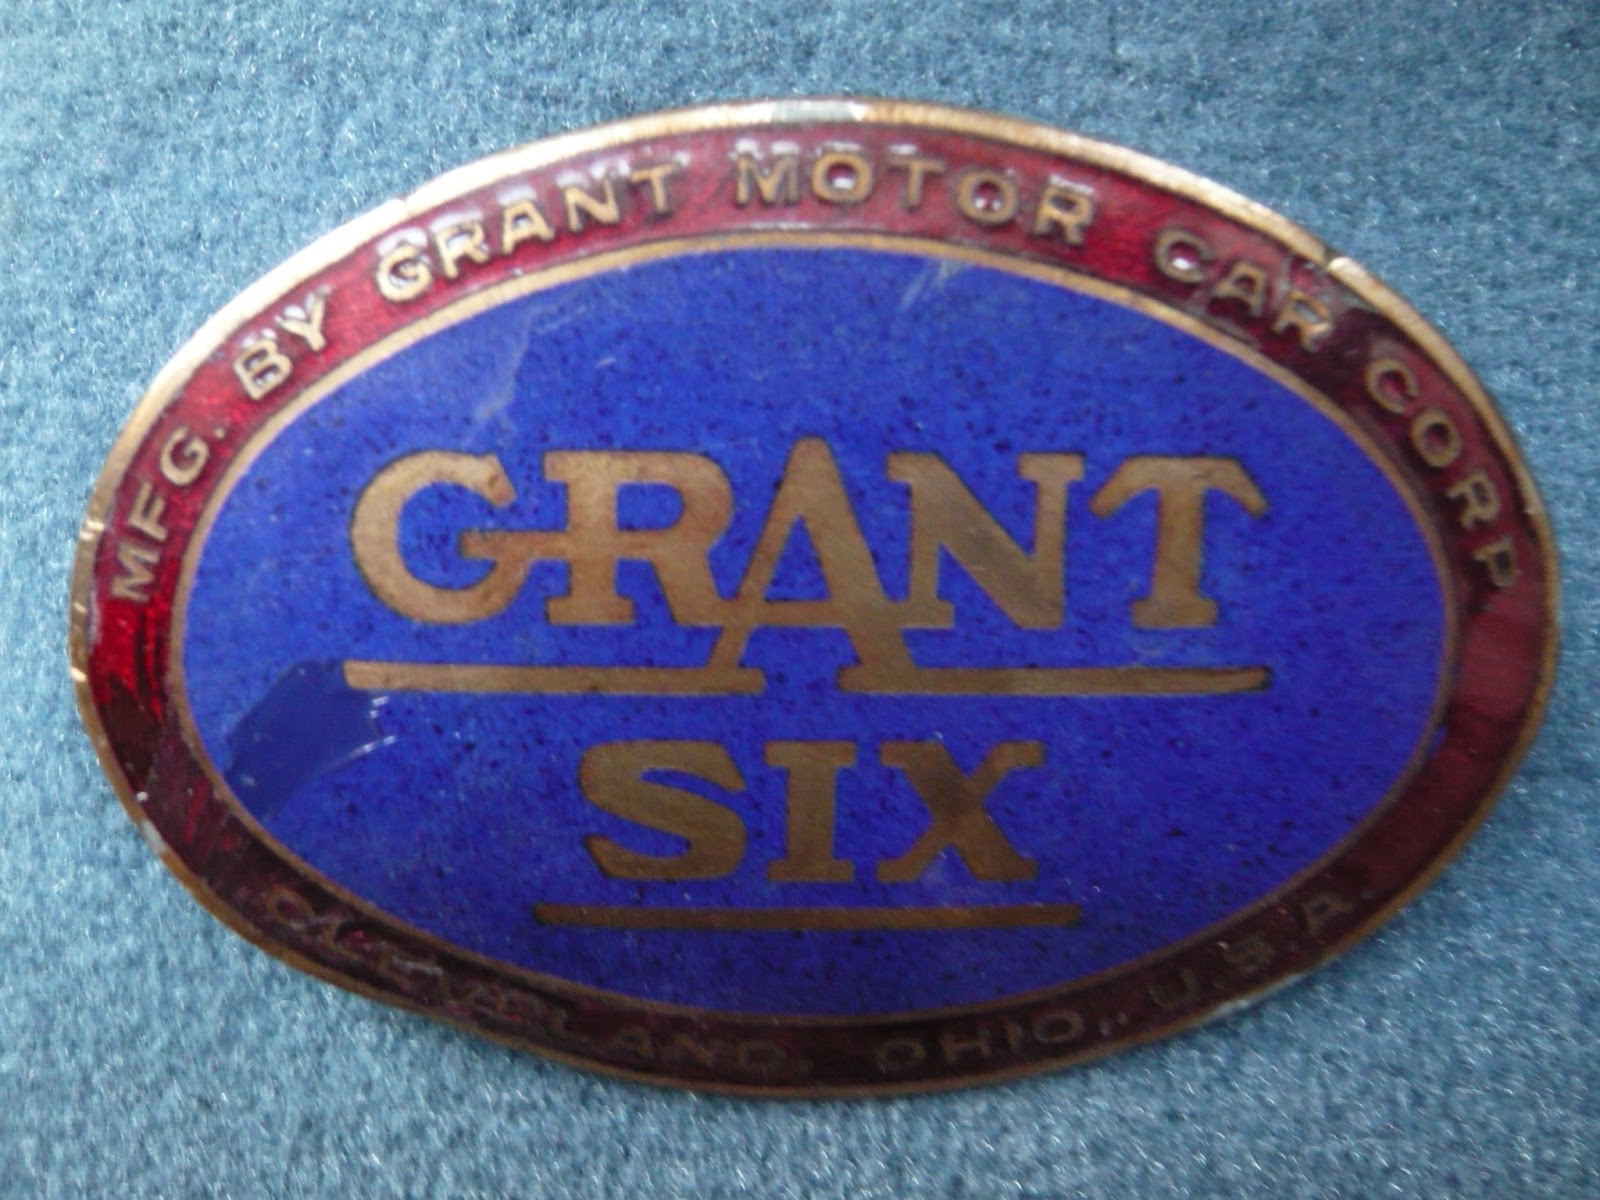 MFG. BY GRANT MOTOR CAR CORP
GRANT
SIX
CLEVELAND, OHIO, U.S.A.